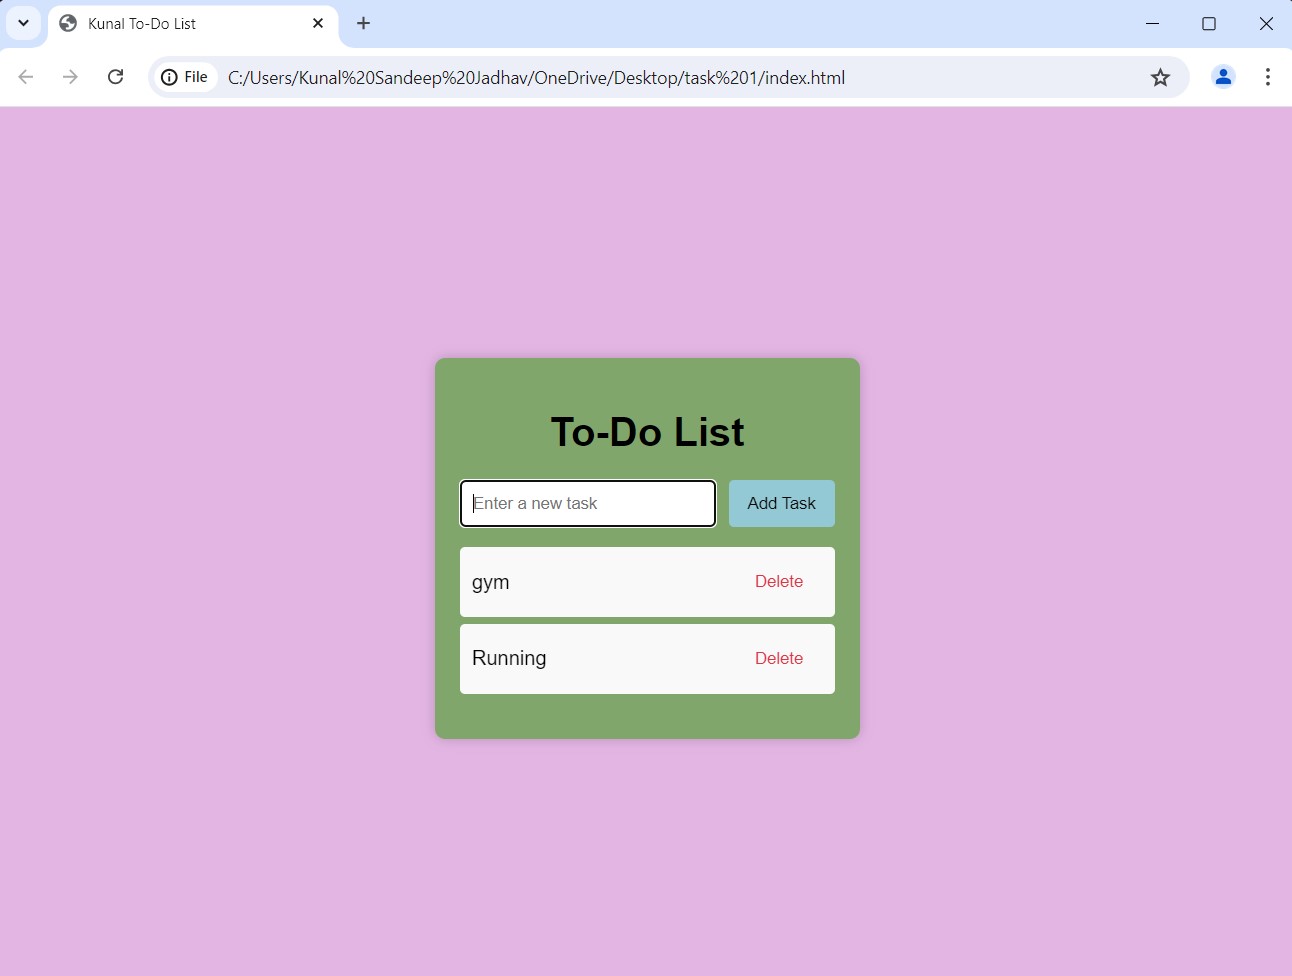 Kunal To-Do List
File C:/Users/Kunal%20Sandeep%20Jadhav/OneDrive/Desktop/task%201/index.html
To-Do List
Enter a new task Add Task
gym Delete
Running Delete